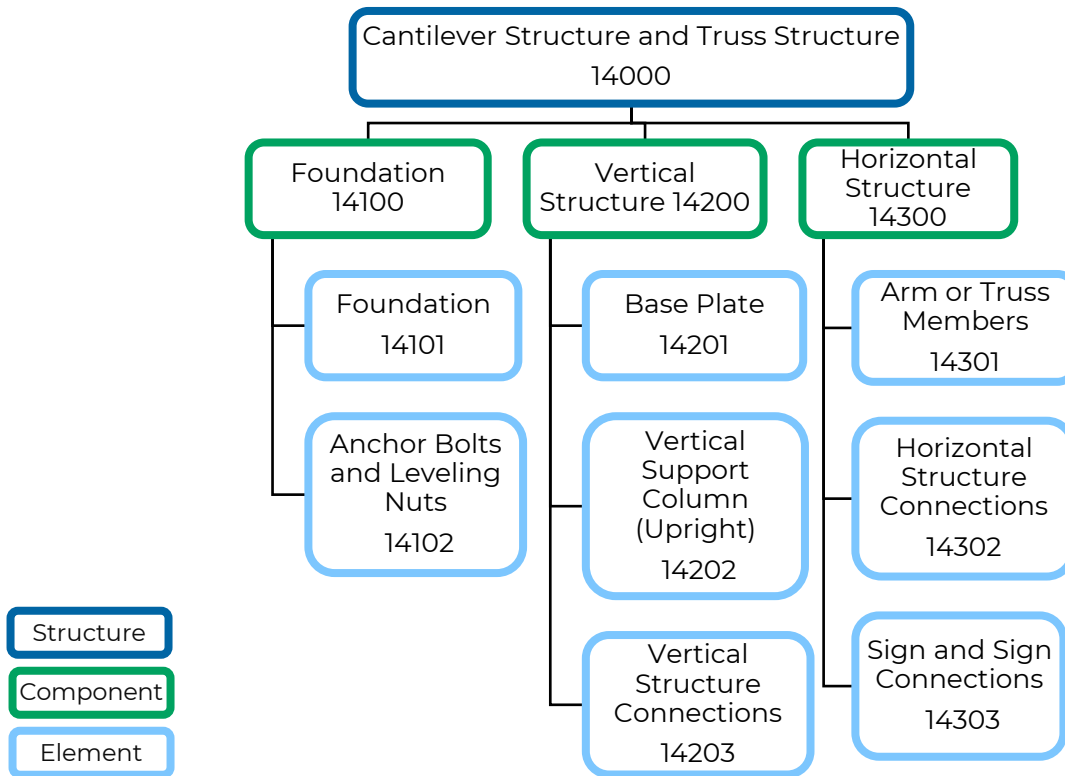 Cantilever Structure and Truss Structure
14000
Foundation
14100
Vertical
Structure 14200
Horizontal
Structure
14300
Foundation
14101
Base Plate
14201
Arm or Truss
Members
14301
Anchor Bolts
and Leveling
Nuts
14102
Vertical
Support
Column
(Upright)
14202
Horizontal
Structure
Connections
14302
Vertical
Structure
Connections
14203
Sign and Sign
Connections
14303
Structure
Component
Element